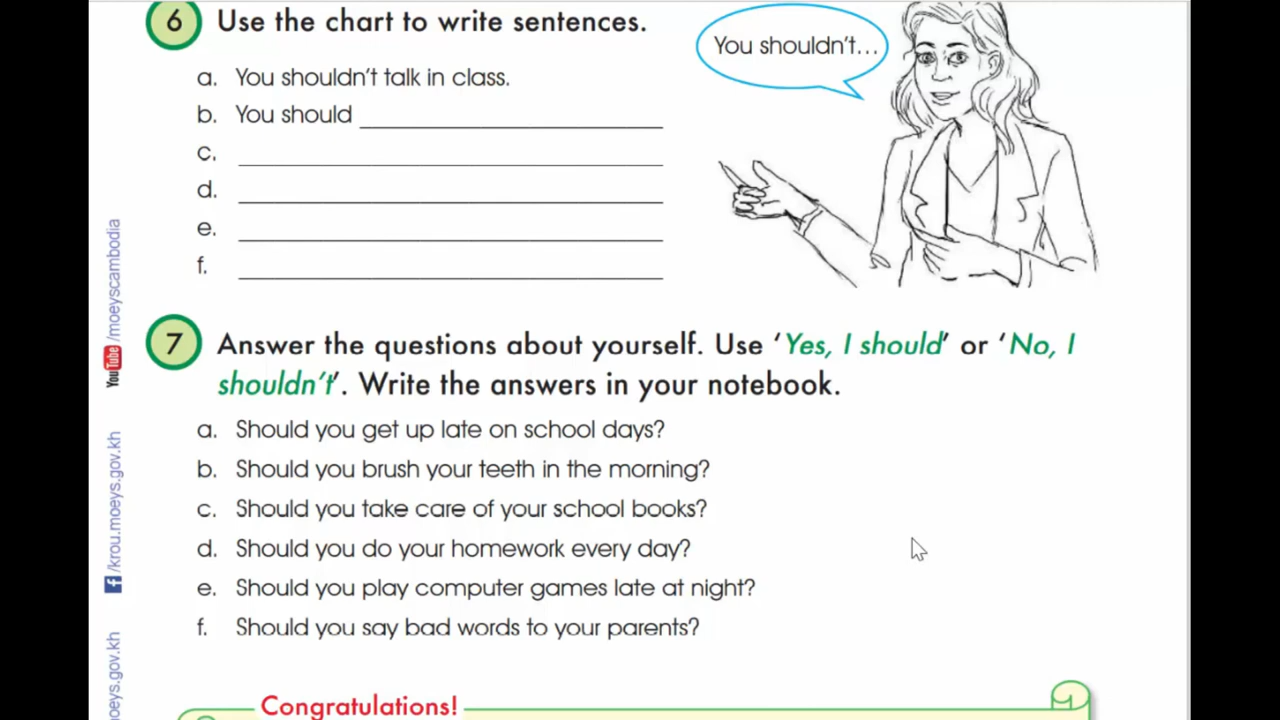 6 Use the chart to write sentences.
You shouldn't...
a. You shouldn't talk in class.
b. You should
c.
d.
e.
f.
7 Answer the questions about yourself. Use 'Yes, I should' or 'No, I
shouldn't'. Write the answers in your notebook.
a. Should you get up late on school days?
b. Should you brush your teeth in the morning?
c. Should you take care of your school books?
d. Should you do your homework every day?
e. Should you play computer games late at night?
f. Should you say bad words to your parents?
Congratulations!
YouTube /moeyscambodia
f /krou.moeys.gov.kh
moeys.gov.kh